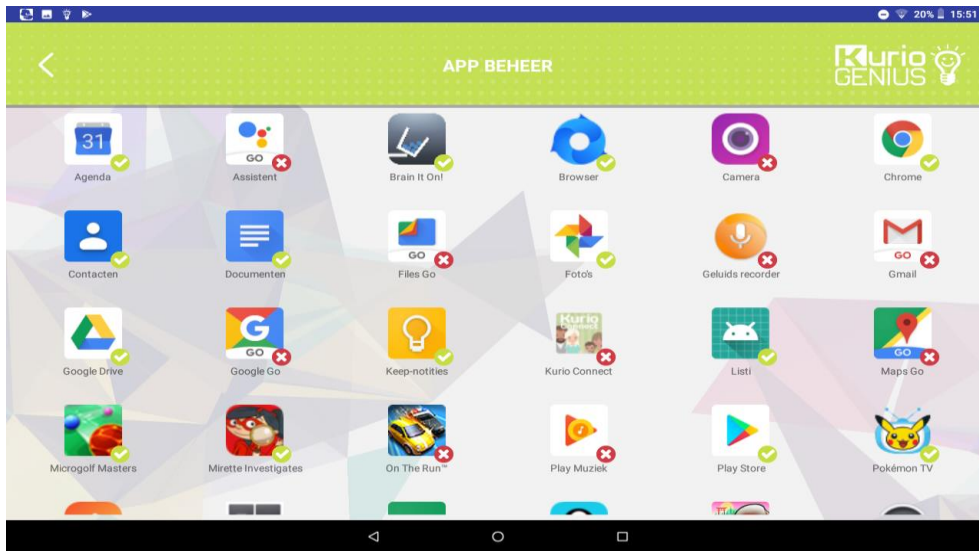 20% 15:51
APP BEHEER
Kurio
GENIUS
31
GO
Agenda Assistent Brain It On! Browser Camera Chrome
GO GO
Contacten Documenten Files Go Foto's Geluids recorder Gmail
G
GO
Kurio
Connect
GO
Google Drive Google Go Keep-notities Kurio Connect Listi Maps Go
Microgolf Masters Mirette Investigates On The Run™ Play Muziek Play Store Pokémon TV